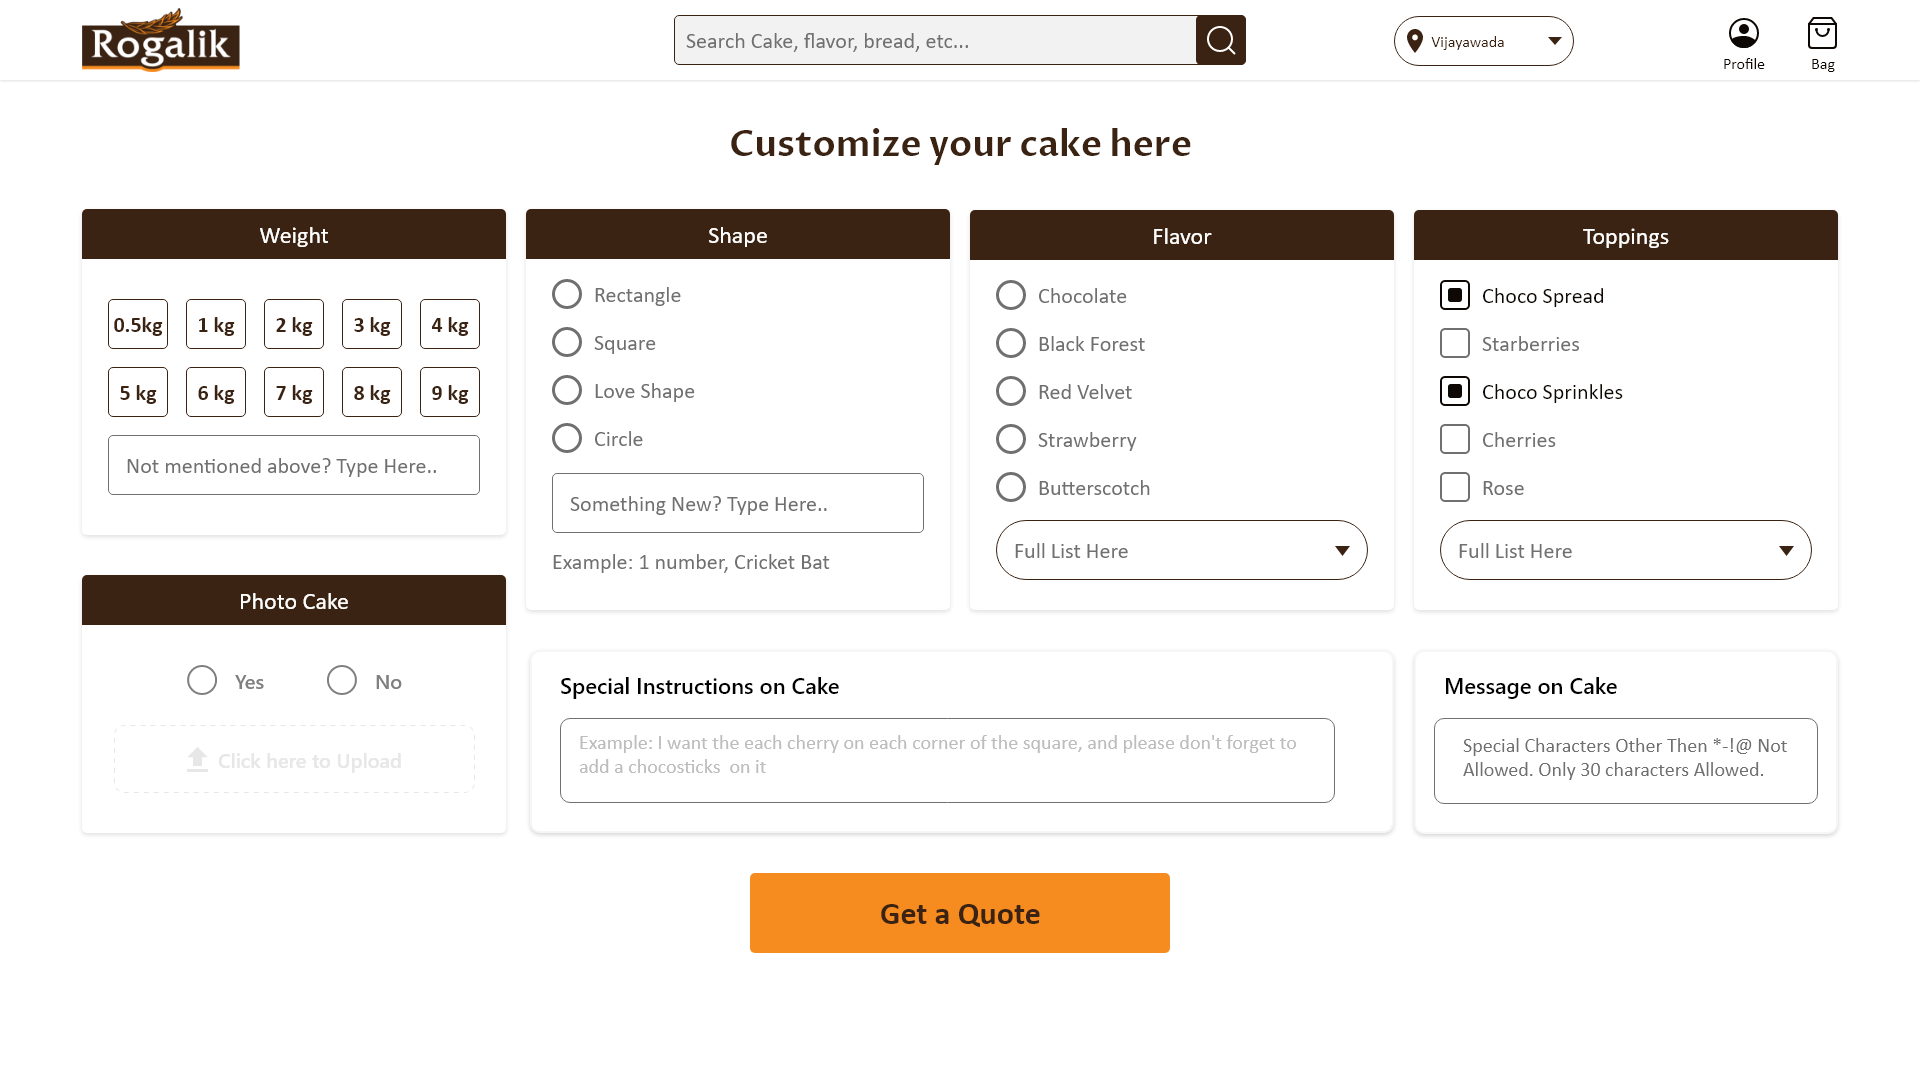 Rogalik
Search Cake, flavor, bread, etc...
Vijayawada
Profile
Bag
Customize your cake here
Weight
0.5kg 1 kg 2 kg 3 kg 4 kg
5 kg 6 kg 7 kg 8 kg 9 kg
Not mentioned above? Type Here..
Shape
Rectangle
Square
Love Shape
Circle
Something New? Type Here..
Example: 1 number, Cricket Bat
Flavor
Chocolate
Black Forest
Red Velvet
Strawberry
Butterscotch
Full List Here
Toppings
Choco Spread
Starberries
Choco Sprinkles
Cherries
Rose
Full List Here
Photo Cake
Yes No
Click here to Upload
Special Instructions on Cake
Example: I want the each cherry on each corner of the square, and please don't forget to
add a chocosticks on it
Message on Cake
Special Characters Other Then *-!@ Not
Allowed. Only 30 characters Allowed.
Get a Quote